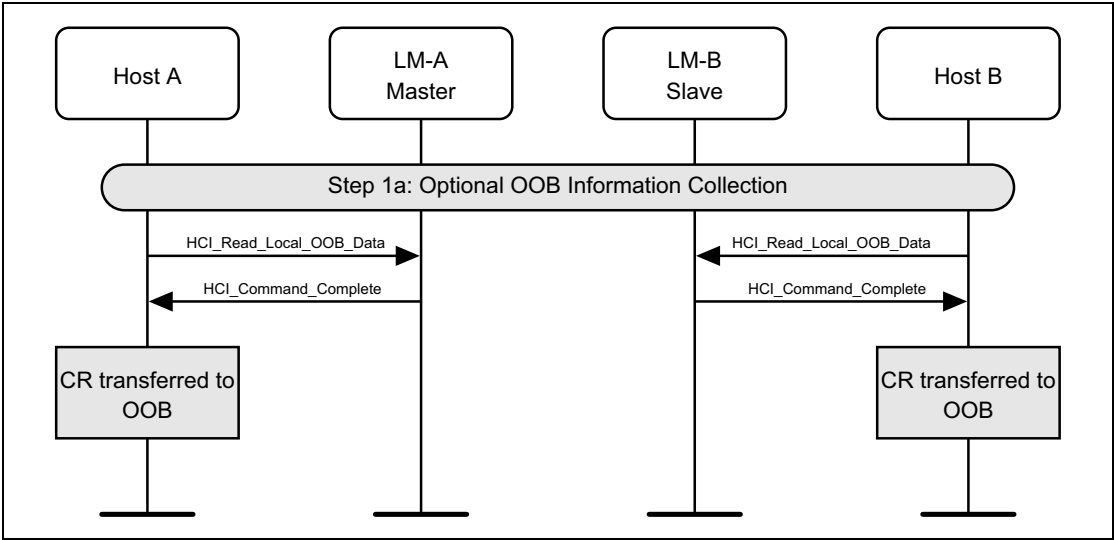 Host A
LM-A
Master
LM-B
Slave
Host B
Step 1a: Optional OOB Information Collection
HCI_Read_Local_OOB_Data
HCI_Read_Local_OOB_Data
HCI_Command_Complete
HCI_Command_Complete
CR transferred to
OOB
CR transferred to
OOB